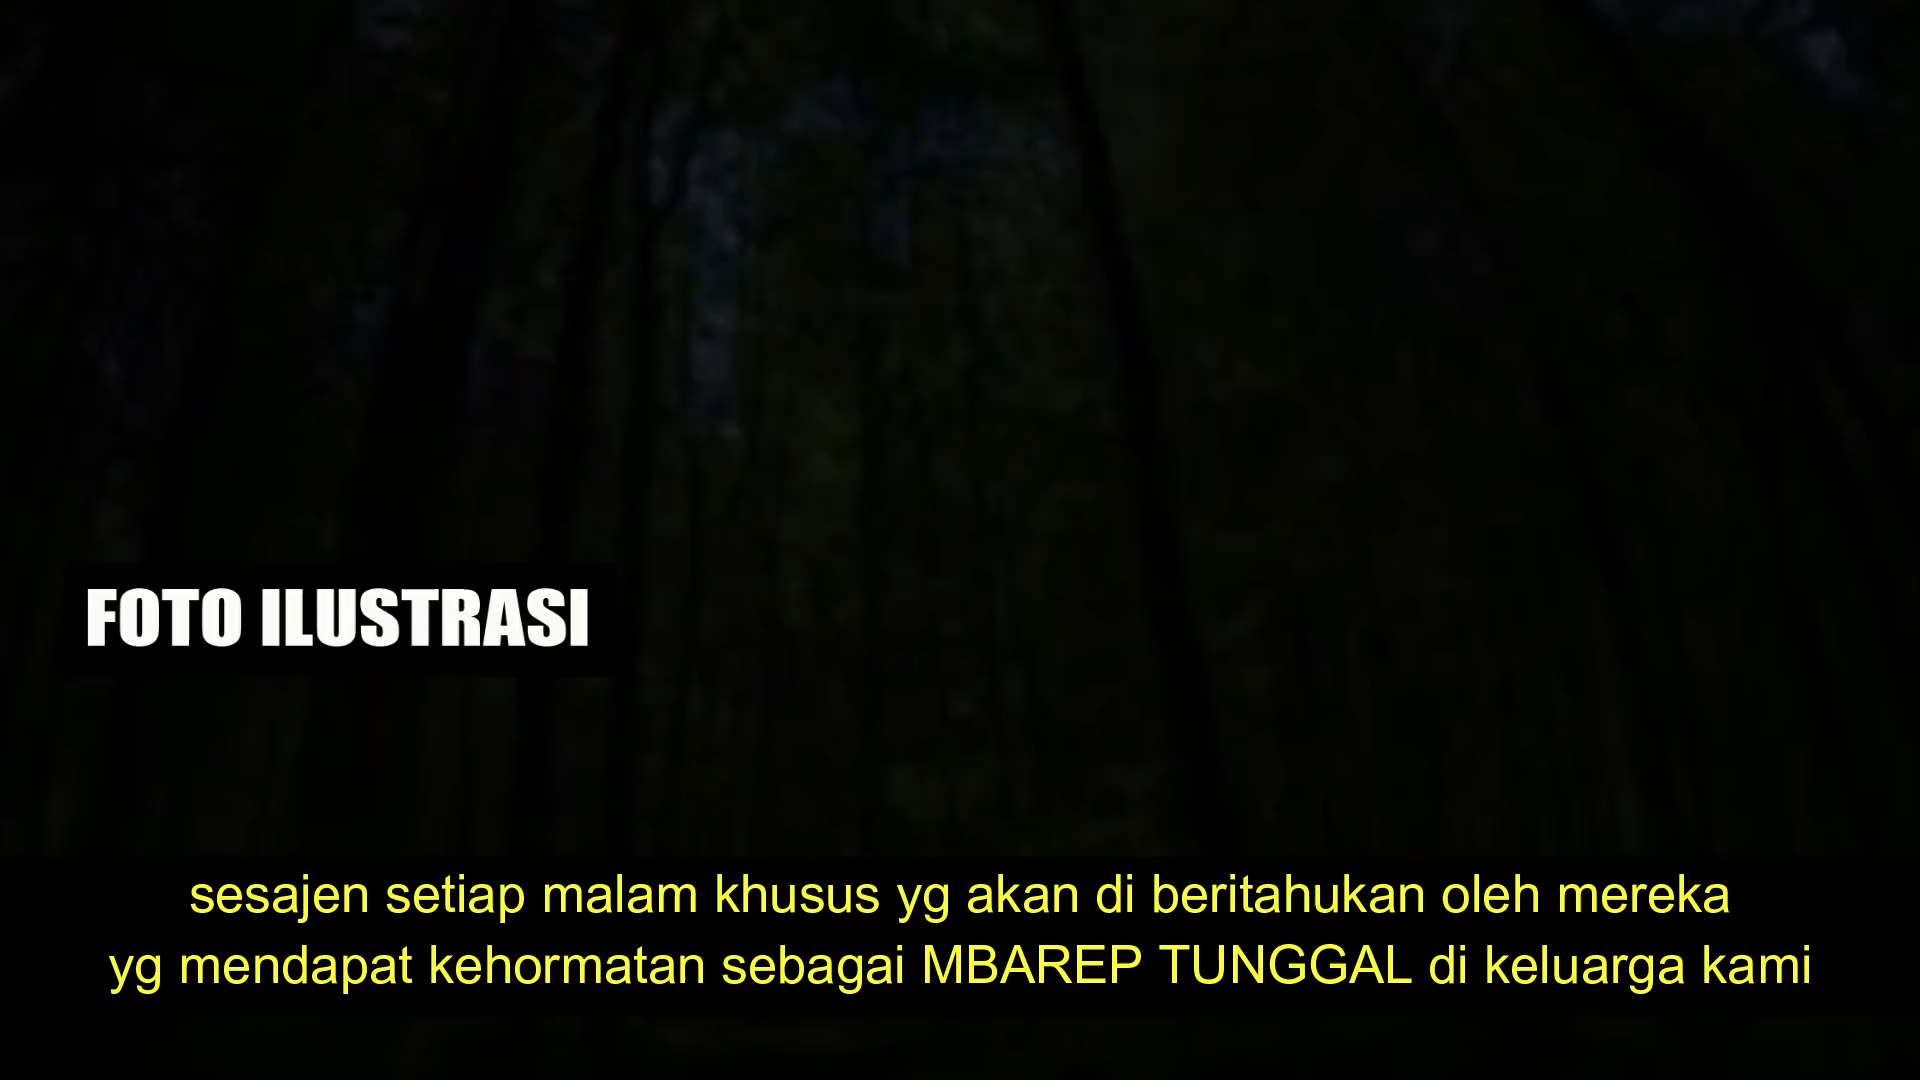 FOTO ILUSTRASI
sesajen setiap malam khusus yg akan di beritahukan oleh mereka
yg mendapat kehormatan sebagai MBAREP TUNGGAL di keluarga kami